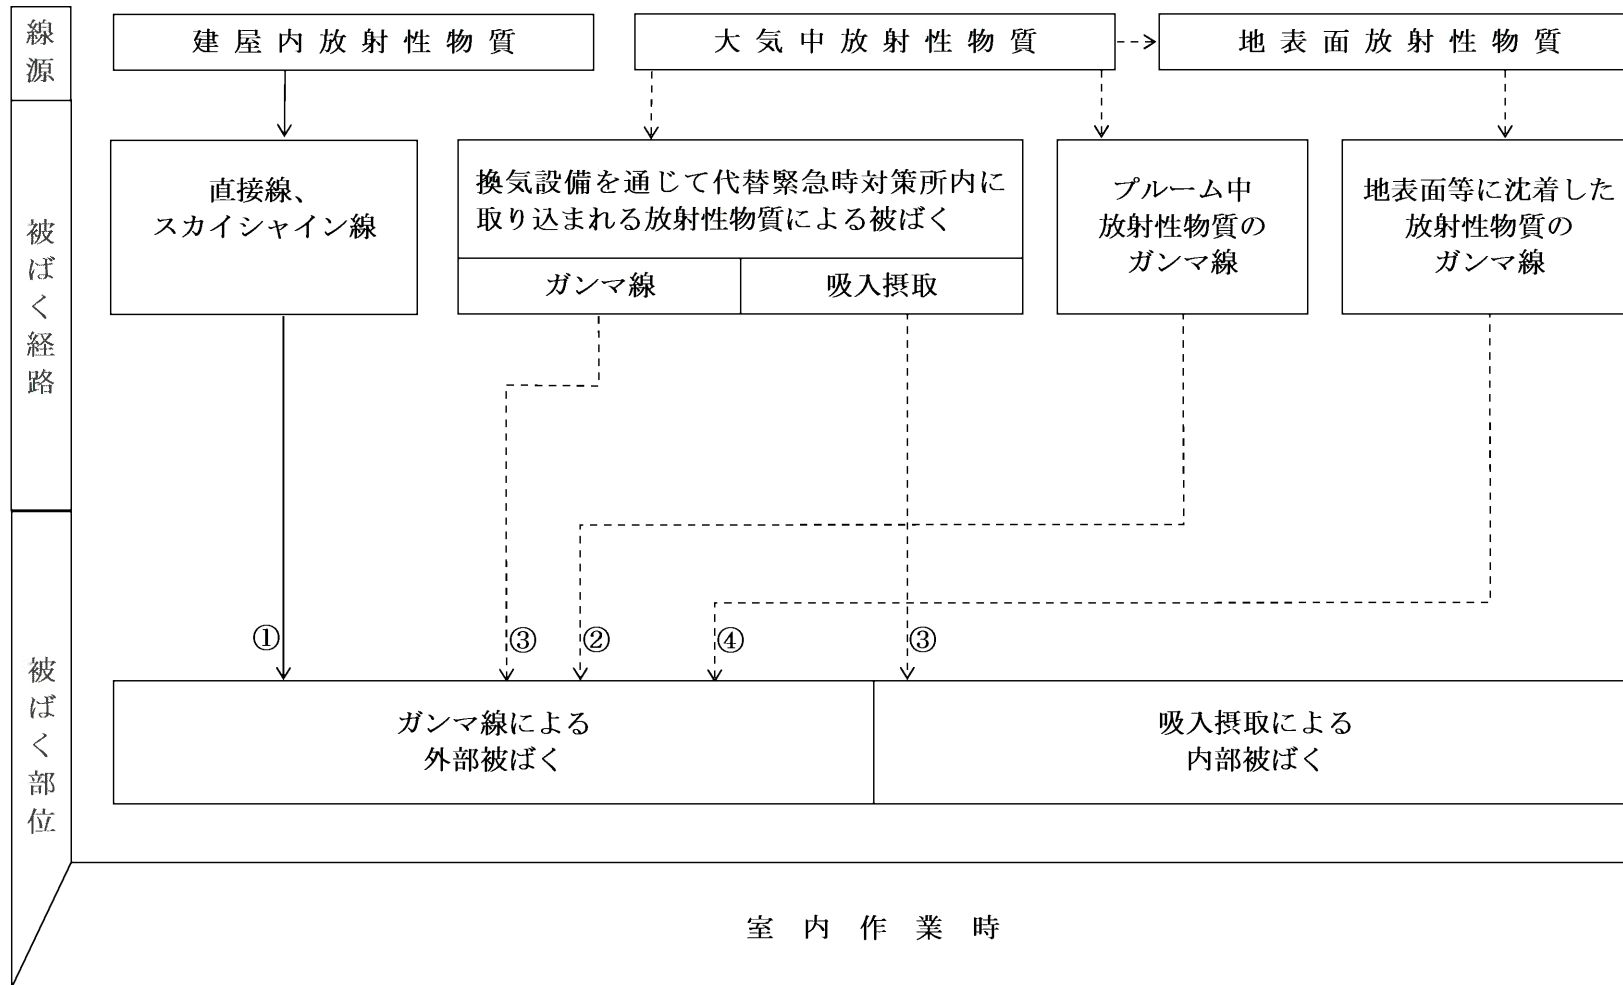 線源
建屋内放射性物質
大気中放射性物質
地表面放射性物質
被ばく経路
直接線、
スカイシャイン線
換気設備を通じて代替緊急時対策所内に
取り込まれる放射性物質による被ばく
ガンマ線
吸入摂取
プルーム中
放射性物質の
ガンマ線
地表面等に沈着した
放射性物質の
ガンマ線
①
③
②
④
③
被ばく部位
ガンマ線による
外部被ばく
吸入摂取による
内部被ばく
室内作業時